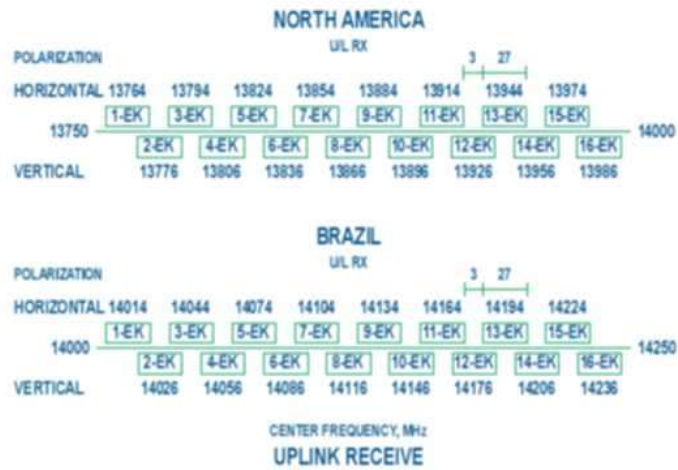 NORTH AMERICA
U/L RX
POLARIZATION 3 27
HORIZONTAL 13764 13794 13824 13854 13884 13914 13944 13974
1-EK 3-EK 5-EK 7-EK 9-EK 11-EK 13-EK 15-EK
13750 14000
2-EK 4-EK 6-EK 8-EK 10-EK 12-EK 14-EK 16-EK
VERTICAL 13776 13806 13836 13866 13896 13926 13956 13986
BRAZIL
U/L RX
POLARIZATION 3 27
HORIZONTAL 14014 14044 14074 14104 14134 14164 14194 14224
1-EK 3-EK 5-EK 7-EK 9-EK 11-EK 13-EK 15-EK
14000 14250
2-EK 4-EK 6-EK 8-EK 10-EK 12-EK 14-EK 16-EK
VERTICAL 14026 14056 14086 14116 14146 14176 14206 14236
CENTER FREQUENCY, MHz
UPLINK RECEIVE